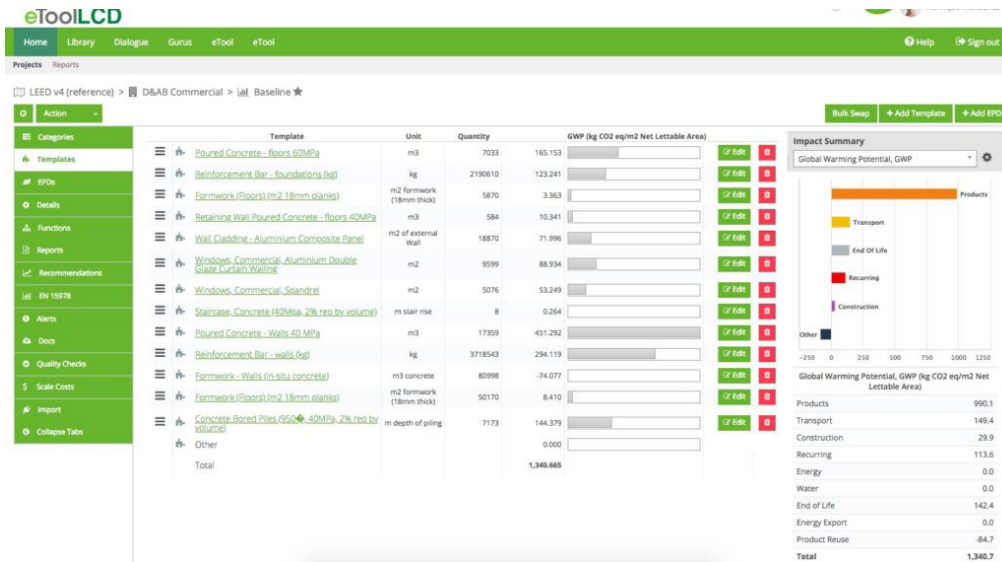 eToolLCD
Home Library Dialogue Gurus eTool eTool Help Sign out
Projects Reports
LEED v4 (reference) > D&AB Commercial > Baseline
Action Bulk Swap + Add Template + Add EPD
Categories
Templates
EPDs
Details
Functions
Reports
Recommendations
EN 15978
Alerts
Docs
Quality Checks
$ Scale Costs
Import
Collapse Tabs
Template Unit Quantity GWP (kg CO2 eq/m2 Net Lettable Area)
Poured Concrete - floors 60MPa m3 7033 165.153 Edit
Reinforcement Bar - foundations (kg) kg 2190610 123.241 Edit
Formwork (Floors) (m2 18mm planks) m2 formwork (18mm thick) 5870 3.363 Edit
Retaining Wall Poured Concrete - floors 40MPa m3 584 10.341 Edit
Wall Cladding - Aluminium Composite Panel m2 of external Wall 18870 71.996 Edit
Windows, Commercial, Aluminium Double Glaze Curtain Walling m2 9599 88.934 Edit
Windows, Commercial, Spandrel m2 5076 53.249 Edit
Staircase, Concrete (40Mpa, 2% reo by volume) m stair rise 8 0.264 Edit
Poured Concrete - Walls 40 MPa m3 17359 451.292 Edit
Reinforcement Bar - walls (kg) kg 3718543 294.119 Edit
Formwork - Walls (in-situ concrete) m3 concrete 80998 -74.077 Edit
Formwork (Floors) (m2 18mm planks) m2 formwork (18mm thick) 50170 8.410 Edit
Concrete Bored Piles (950�, 40MPa, 2% reo by volume) m depth of piling 7173 144.379 Edit
Other 0.000
Total 1,340.665
Impact Summary
Global Warming Potential, GWP
Products
Transport
End Of Life
Recurring
Construction
Other
-250 0 250 500 750 1000 1250
Global Warming Potential, GWP (kg CO2 eq/m2 Net
Lettable Area)
Products 990.1
Transport 149.4
Construction 29.9
Recurring 113.6
Energy 0.0
Water 0.0
End of Life 142.4
Energy Export 0.0
Product Reuse -84.7
Total 1,340.7